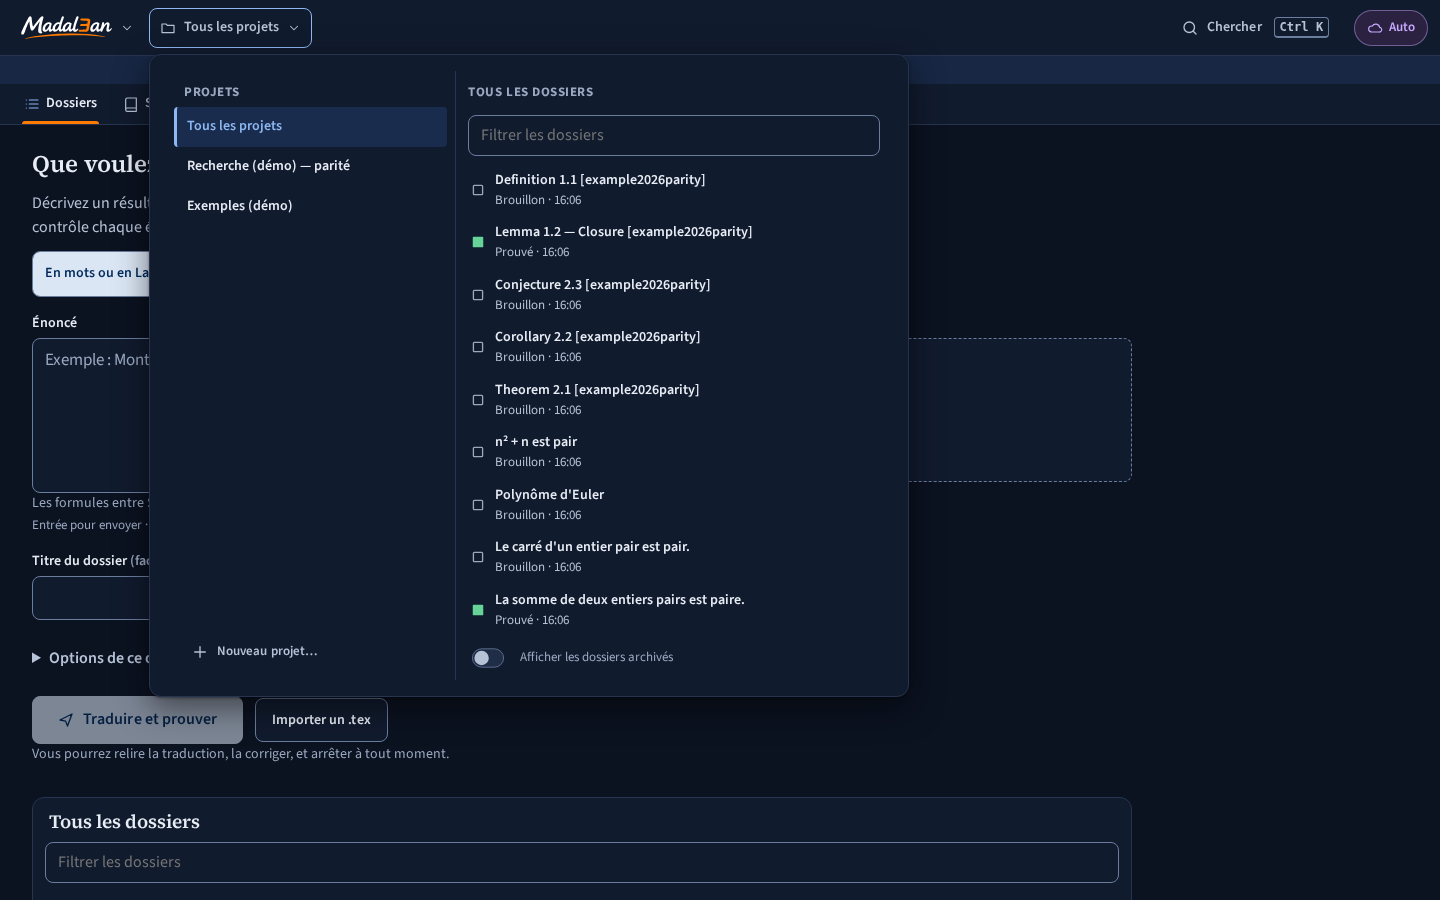 Madal3an
Tous les projets
Chercher
Ctrl K
Auto
Dossiers
S
PROJETS
Tous les projets
Recherche (démo) — parité
Exemples (démo)
Nouveau projet…
TOUS LES DOSSIERS
Filtrer les dossiers
Definition 1.1 [example2026parity]
Brouillon · 16:06
Lemma 1.2 — Closure [example2026parity]
Prouvé · 16:06
Conjecture 2.3 [example2026parity]
Brouillon · 16:06
Corollary 2.2 [example2026parity]
Brouillon · 16:06
Theorem 2.1 [example2026parity]
Brouillon · 16:06
n² + n est pair
Brouillon · 16:06
Polynôme d'Euler
Brouillon · 16:06
Le carré d'un entier pair est pair.
Brouillon · 16:06
La somme de deux entiers pairs est paire.
Prouvé · 16:06
Afficher les dossiers archivés
Que voule
Décrivez un résul
contrôle chaque
En mots ou en La
Énoncé
Exemple : Mont
Les formules entre
Entrée pour envoyer ·
Titre du dossier (fac
Options de ce
Traduire et prouver
Importer un .tex
Vous pourrez relire la traduction, la corriger, et arrêter à tout moment.
Tous les dossiers
Filtrer les dossiers